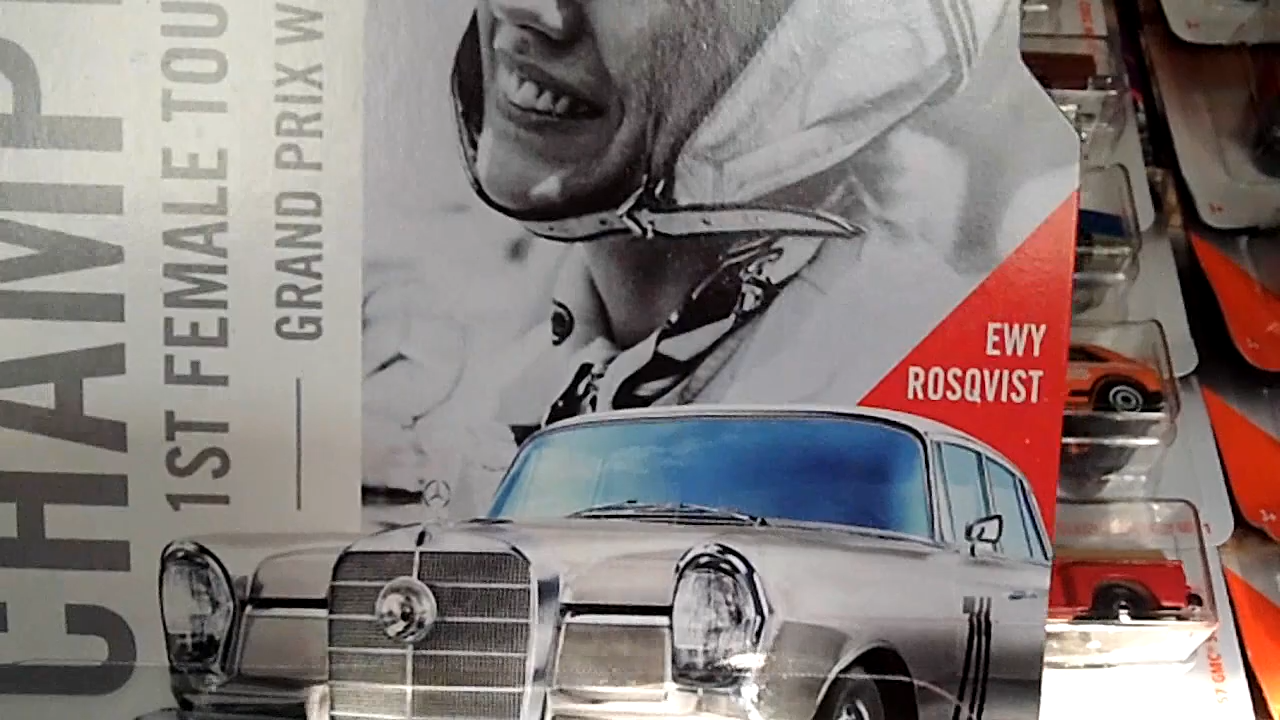 CHAMPI
1ST FEMALE TOU
GRAND PRIX W
EWY
ROSQVIST